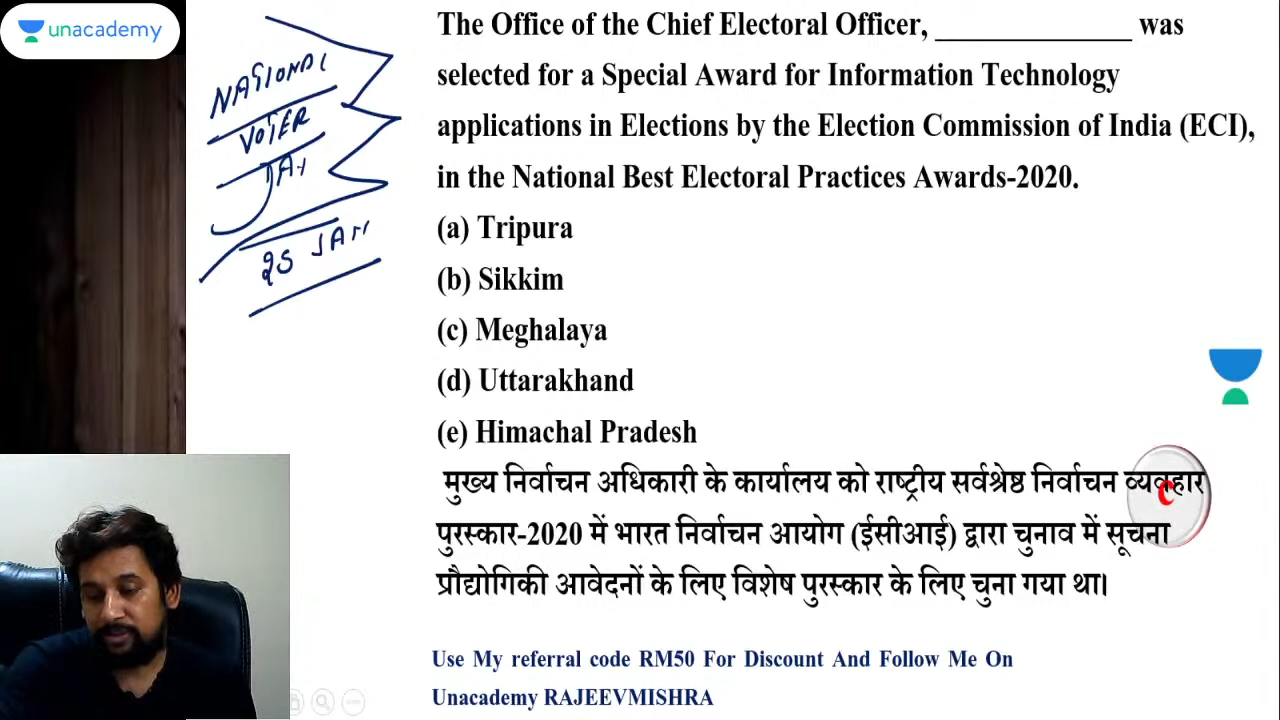 unacademy
NATIONAL
VOTER
DAY
25 JAN
The Office of the Chief Electoral Officer, ______________ was
selected for a Special Award for Information Technology
applications in Elections by the Election Commission of India (ECI),
in the National Best Electoral Practices Awards-2020.
(a) Tripura
(b) Sikkim
(c) Meghalaya
(d) Uttarakhand
(e) Himachal Pradesh
मुख्य निर्वाचन अधिकारी के कार्यालय को राष्ट्रीय सर्वश्रेष्ठ निर्वाचन व्यवहार
पुरस्कार-2020 में भारत निर्वाचन आयोग (ईसीआई) द्वारा चुनाव में सूचना
प्रौद्योगिकी आवेदनों के लिए विशेष पुरस्कार के लिए चुना गया था।
C
Use My referral code RM50 For Discount And Follow Me On
Unacademy RAJEEVMISHRA